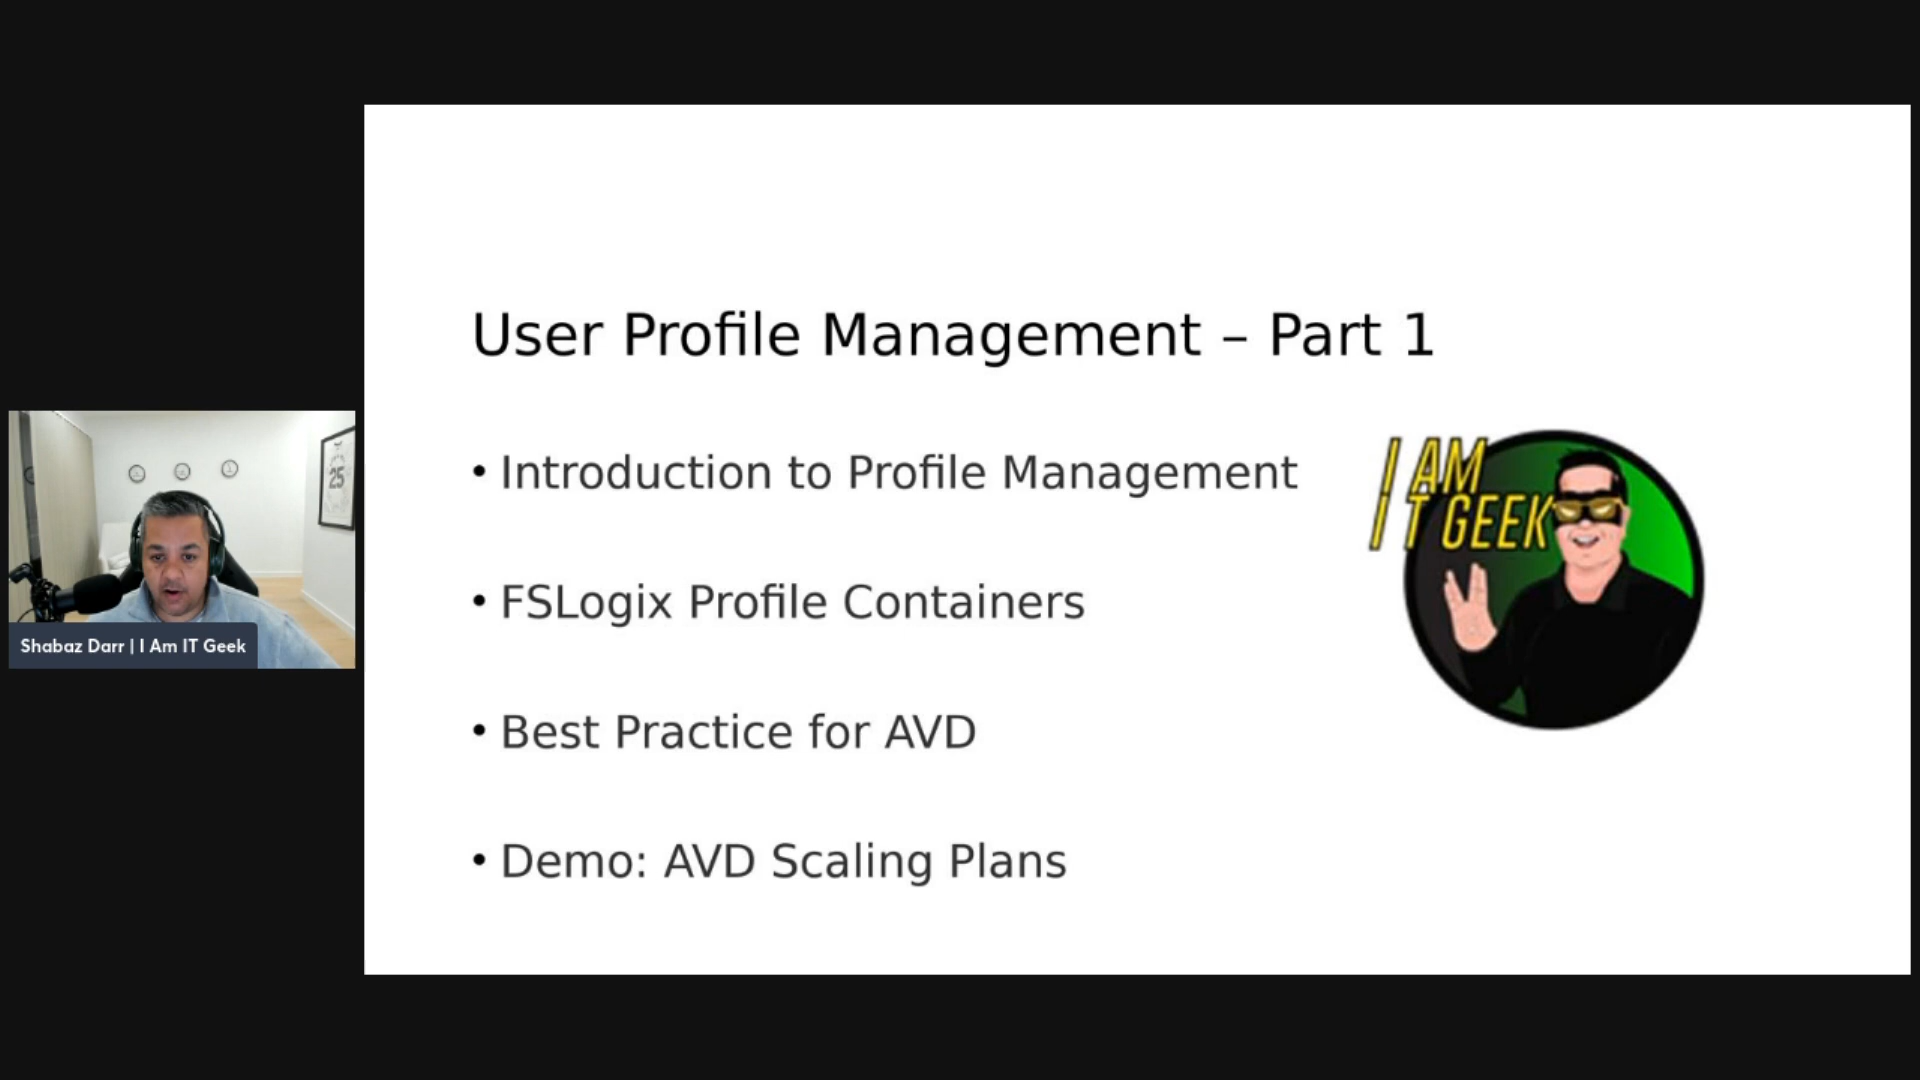 User Profile Management – Part 1
• Introduction to Profile Management
• FSLogix Profile Containers
• Best Practice for AVD
• Demo: AVD Scaling Plans
I AM
IT GEEK
25
Shabaz Darr | I Am IT Geek